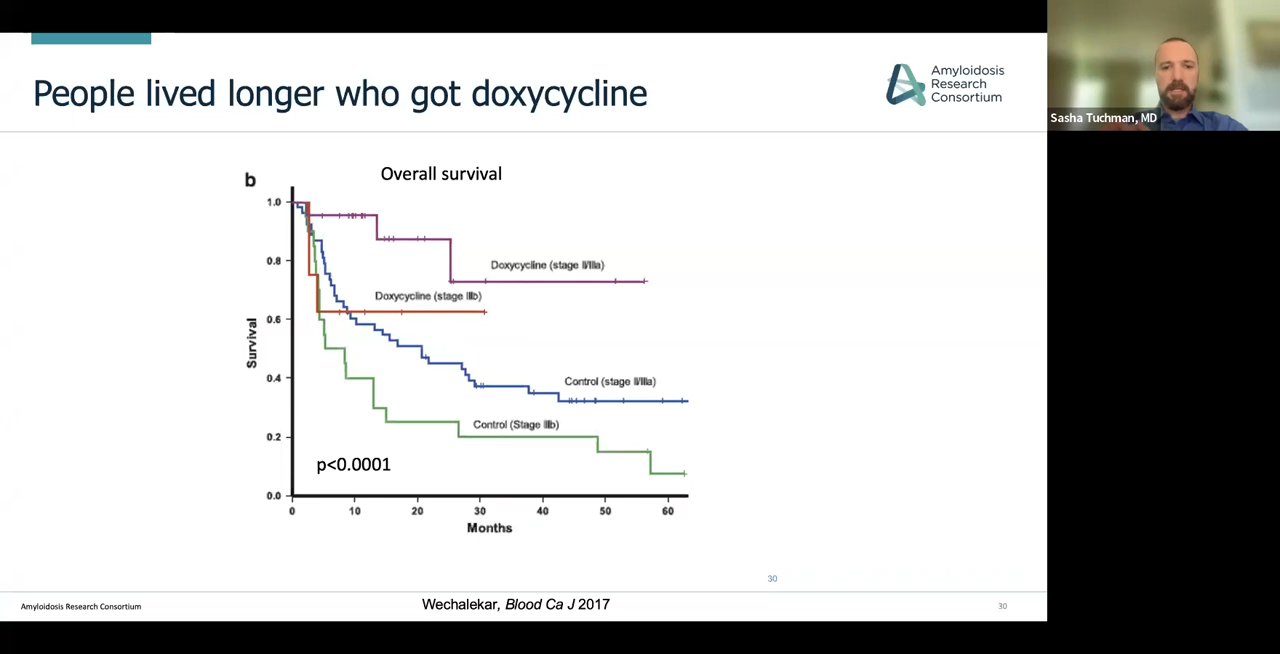 People lived longer who got doxycycline
Amyloidosis
Research
Consortium
Sasha Tuchman, MD
b
Overall survival
1.0
0.8
0.6
0.4
0.2
0.0
Survival
Doxycycline (stage II/IIIa)
Doxycycline (stage IIIb)
Control (stage II/IIIa)
Control (Stage IIIb)
p<0.0001
0 10 20 30 40 50 60
Months
30
Amyloidosis Research Consortium
Wechalekar, Blood Ca J 2017
30